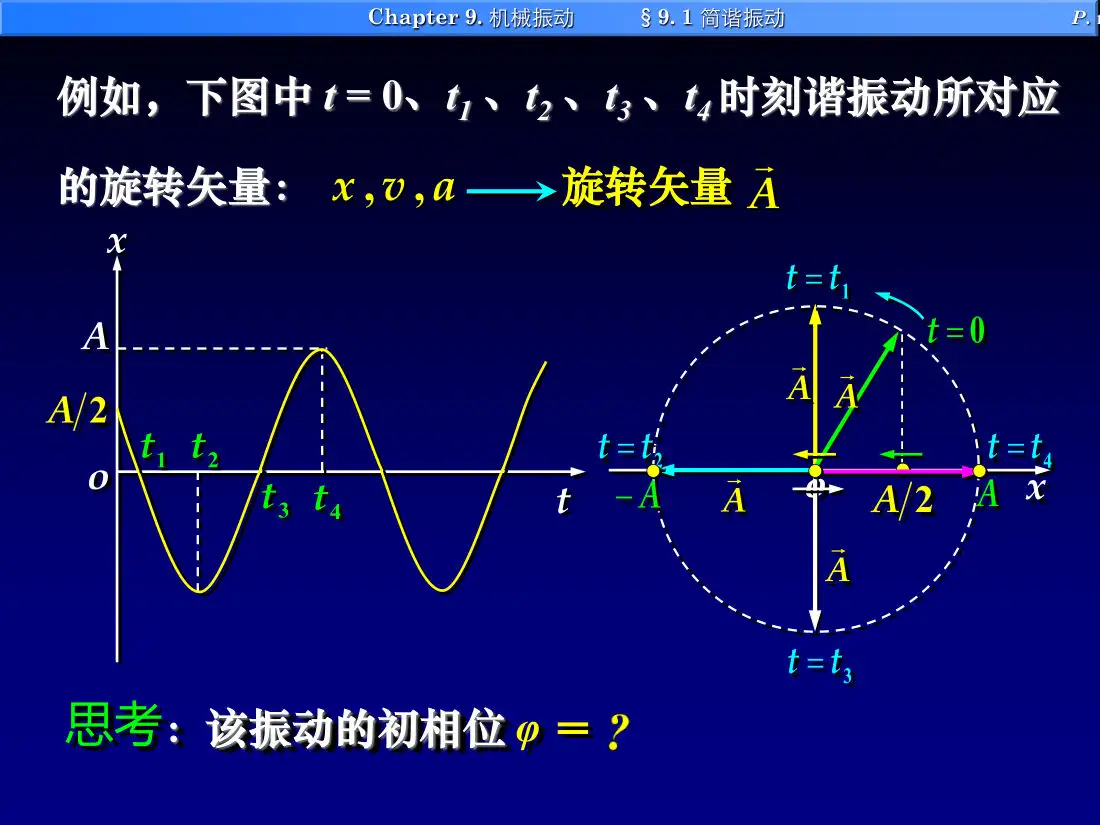 Chapter 9. 机械振动 § 9. 1 简谐振动 P.
例如，下图中 t = 0、t1 、t2 、t3 、t4 时刻谐振动所对应
的旋转矢量： x , v , a 旋转矢量 A
x
A
A/2
o
t1 t2
t3 t4
t
t = t1
t = 0
A A
t = t2
t = t4
− A
A
o
A/2
A
x
A
t = t3
思考：该振动的初相位 φ = ?